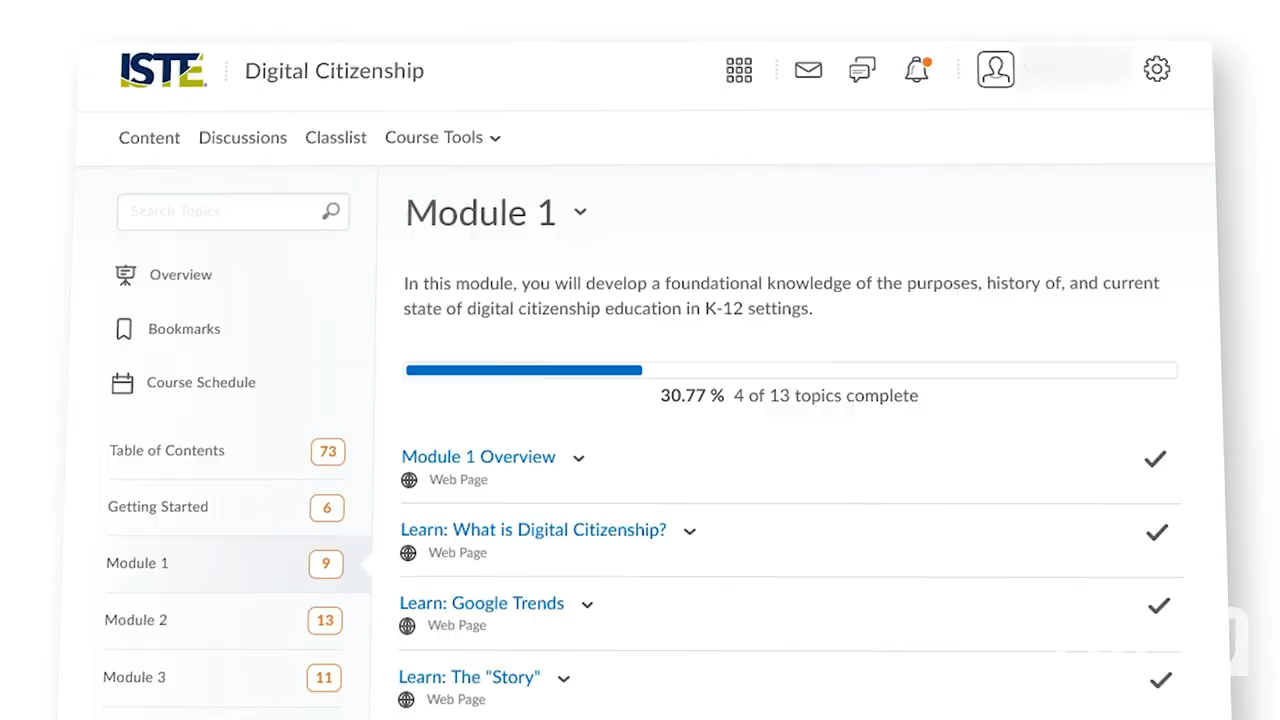 ISTE
Digital Citizenship
Content Discussions Classlist Course Tools
Search Topics
Module 1
In this module, you will develop a foundational knowledge of the purposes, history of, and current
state of digital citizenship education in K-12 settings.
30.77 % 4 of 13 topics complete
Overview
Bookmarks
Course Schedule
Table of Contents 73
Getting Started 6
Module 1 9
Module 2 13
Module 3 11
Module 1 Overview
Web Page
Learn: What is Digital Citizenship?
Web Page
Learn: Google Trends
Web Page
Learn: The "Story"
Web Page